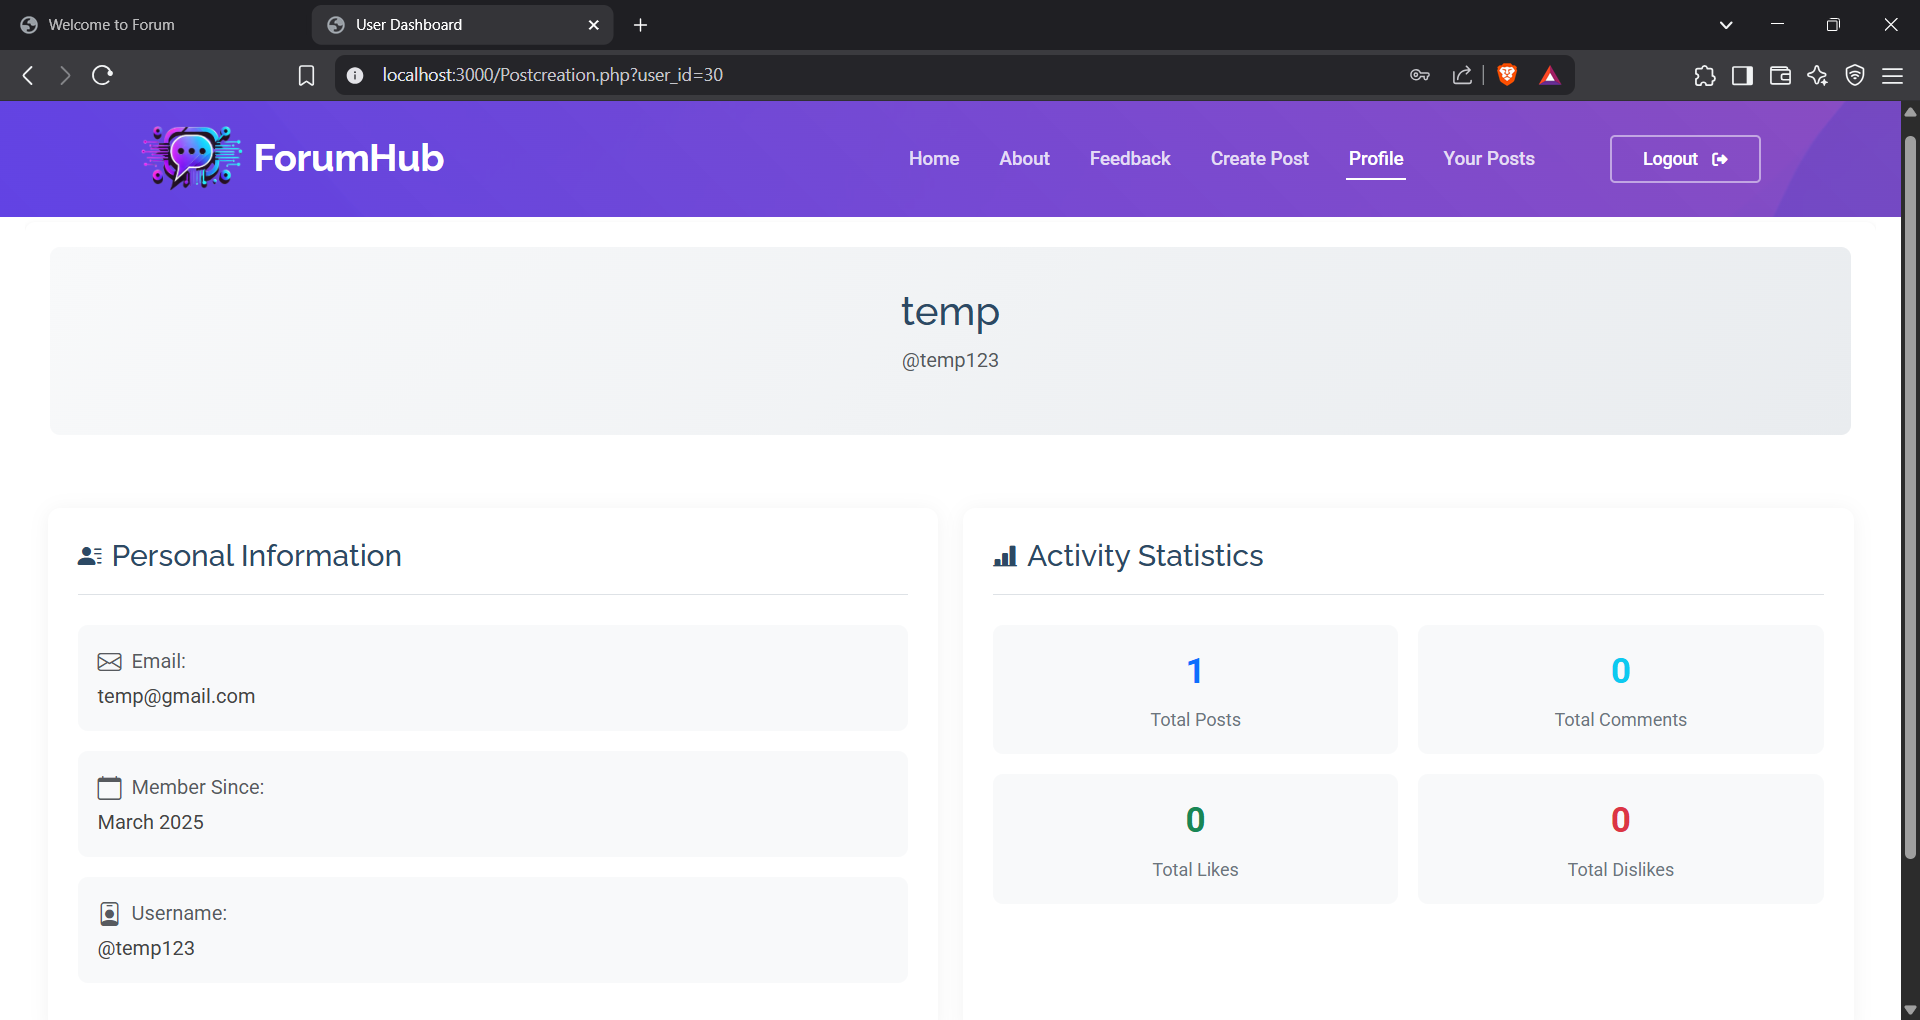 Welcome to Forum
User Dashboard
localhost:3000/Postcreation.php?user_id=30
ForumHub
Home
About
Feedback
Create Post
Profile
Your Posts
Logout
temp
@temp123
Personal Information
Email:
temp@gmail.com
Member Since:
March 2025
Username:
@temp123
Activity Statistics
1
Total Posts
0
Total Comments
0
Total Likes
0
Total Dislikes